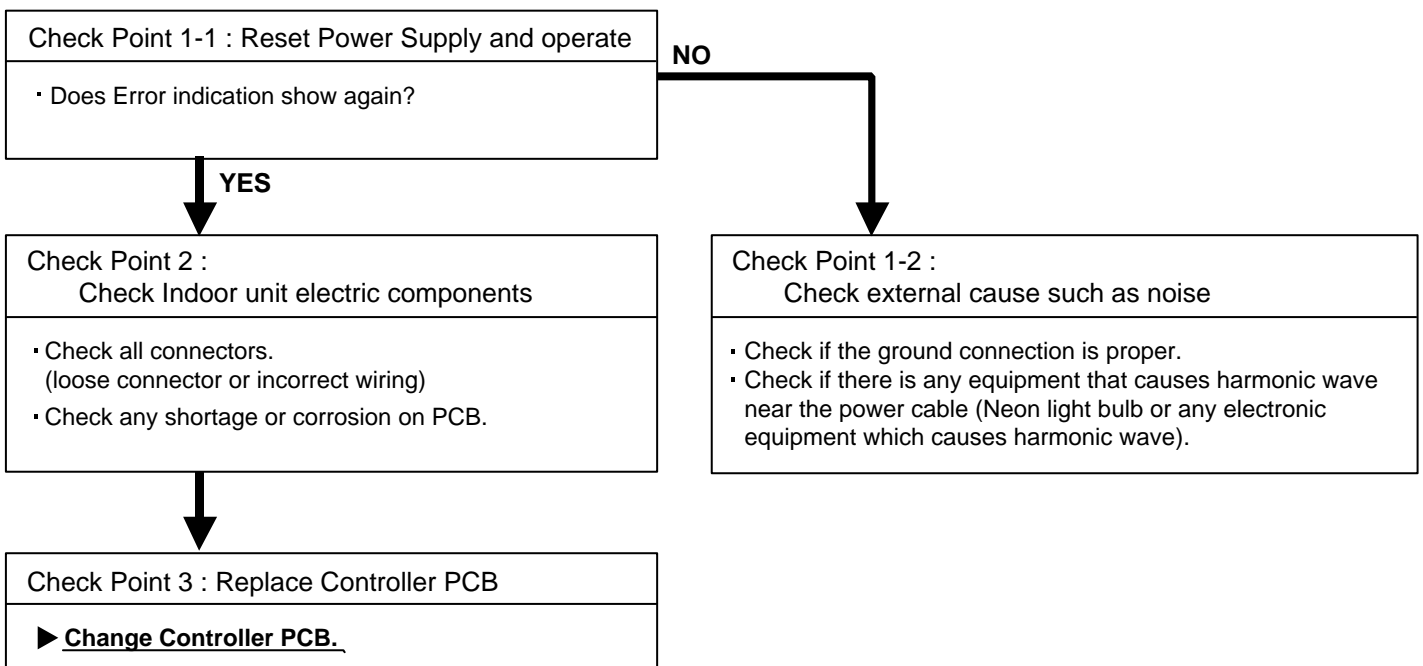 Check Point 1-1 : Reset Power Supply and operate
· Does Error indication show again?
NO
YES
Check Point 2 :
Check Indoor unit electric components
· Check all connectors.
(loose connector or incorrect wiring)
· Check any shortage or corrosion on PCB.
Check Point 1-2 :
Check external cause such as noise
· Check if the ground connection is proper.
· Check if there is any equipment that causes harmonic wave
near the power cable (Neon light bulb or any electronic
equipment which causes harmonic wave).
Check Point 3 : Replace Controller PCB
▶ Change Controller PCB.